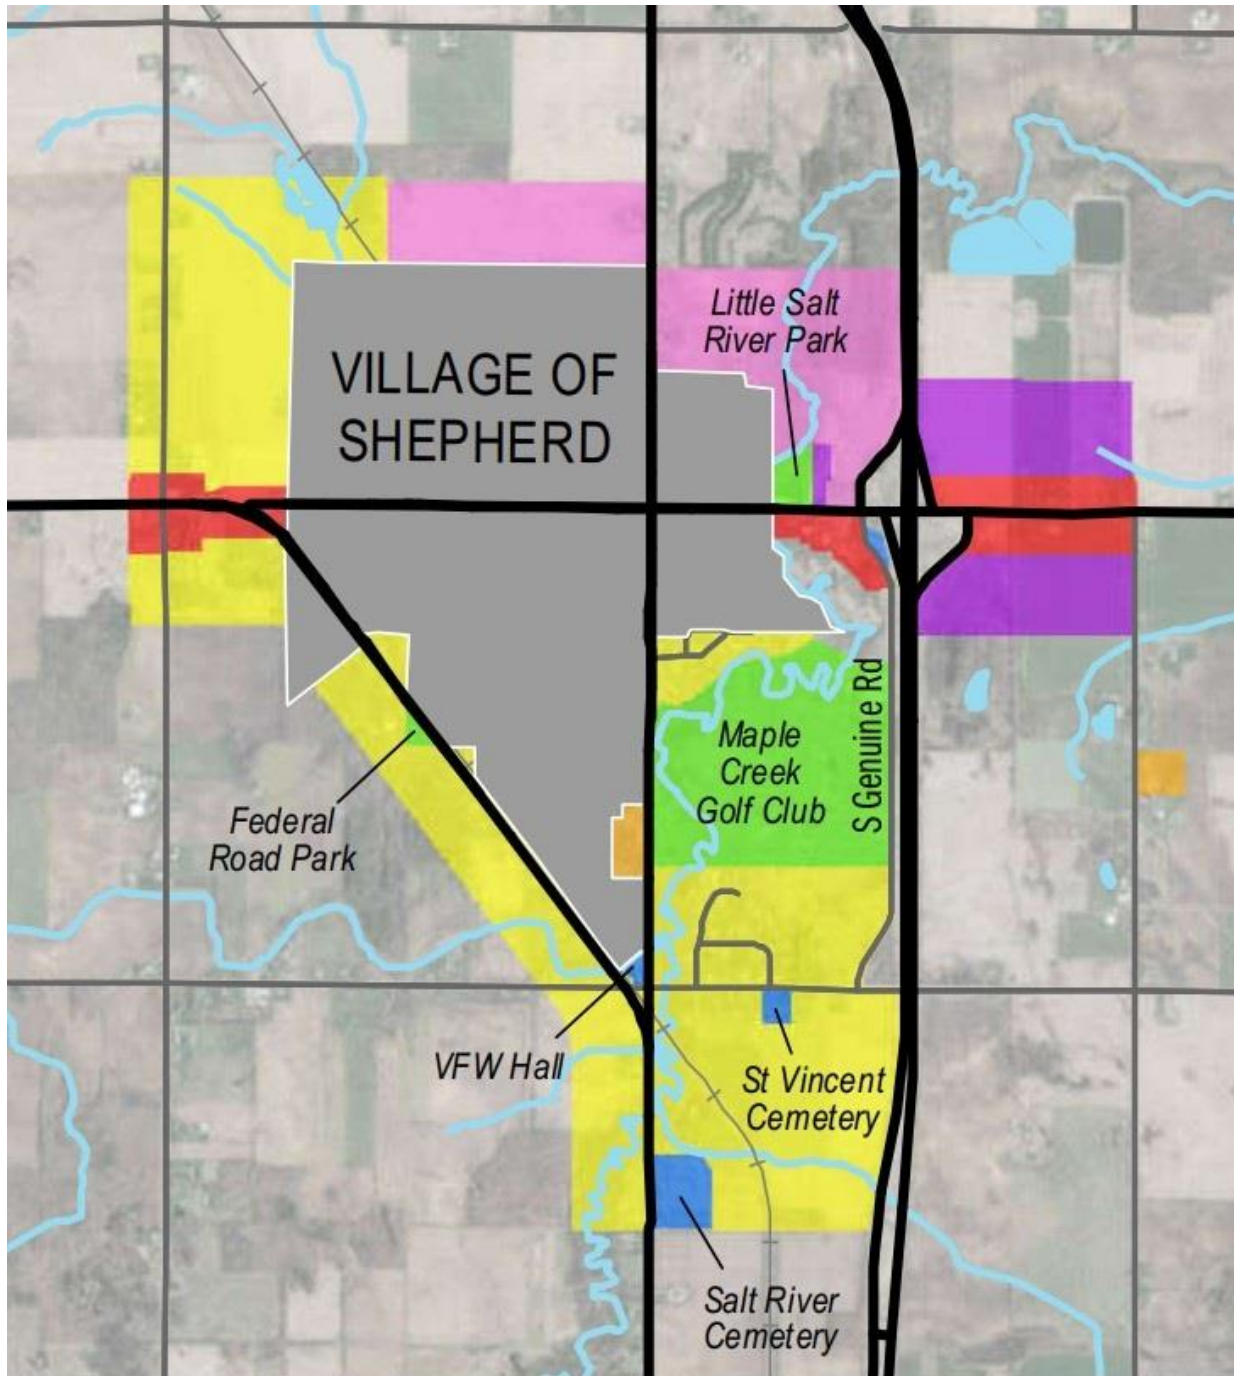 Little Salt
River Park
VILLAGE OF
SHEPHERD
S Genuine Rd
Maple
Creek
Golf Club
Federal
Road Park
VFW Hall
St Vincent
Cemetery
Salt River
Cemetery